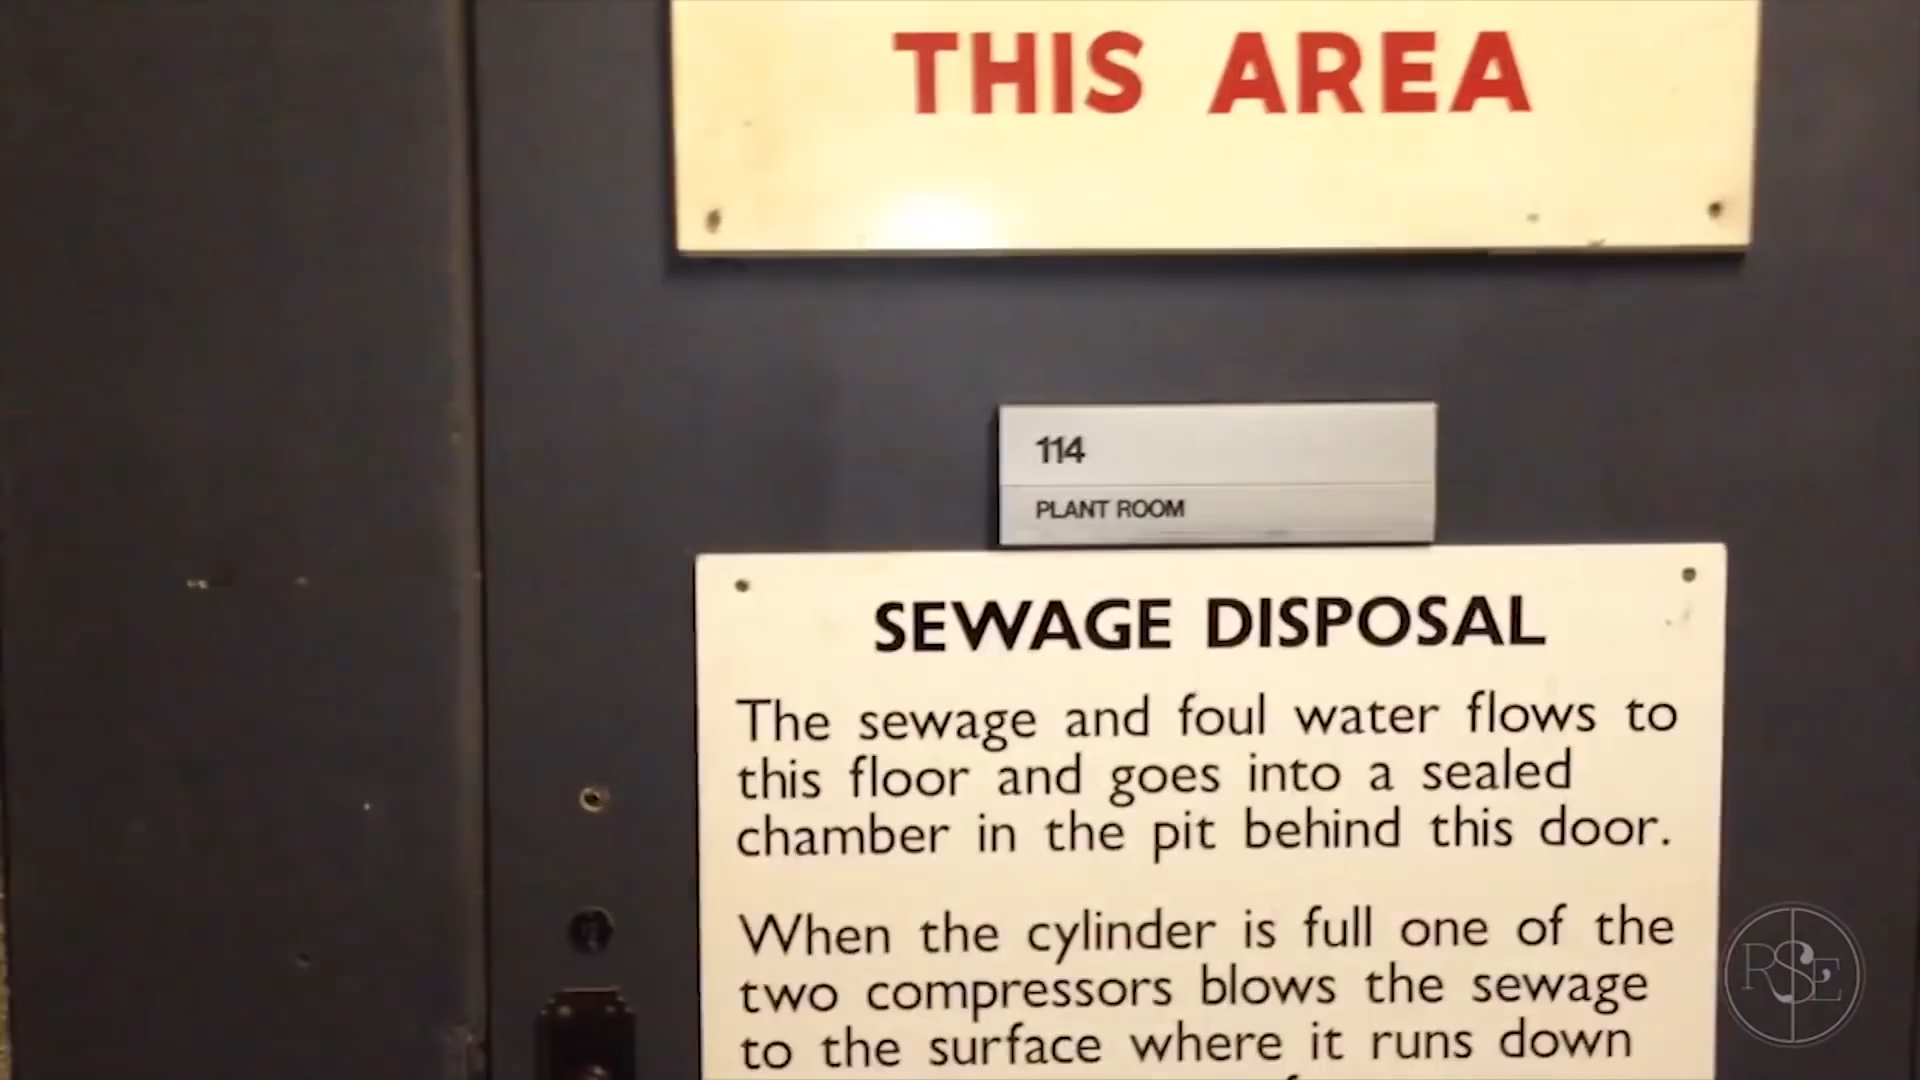 THIS AREA
114
PLANT ROOM
SEWAGE DISPOSAL
The sewage and foul water flows to
this floor and goes into a sealed
chamber in the pit behind this door.
When the cylinder is full one of the
two compressors blows the sewage
to the surface where it runs down
RSE